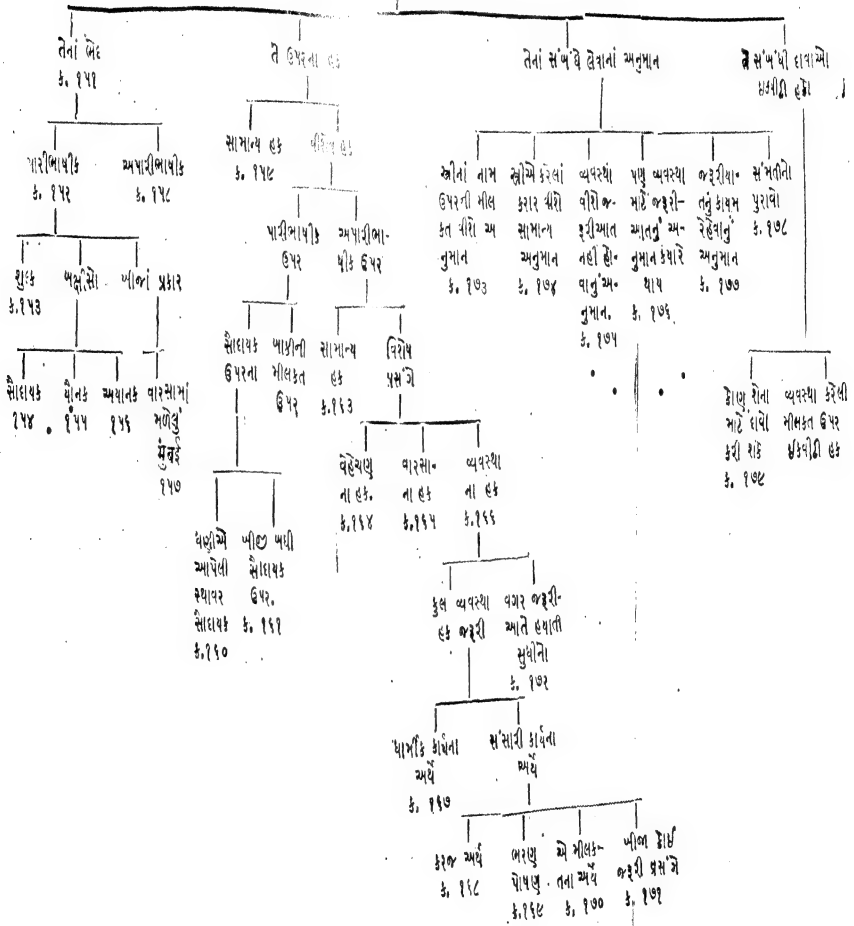 તેનાં ભેદ
ક. ૧૫૧
તે ઉપરના હક
તેનાં સંબંધે લેવાનાં અનુમાન
તે સંબંધી દાવાઓ
ઇકવીટી હકો
પારીભાષીક
ક. ૧૫૨
અપારીભાષીક
ક. ૧૫૮
સામાન્ય હક
ક. ૧૫૯
વીશેષ હક
સ્ત્રીનાં નામ
ઉપરની મીલ
કત વીશે અ
નુમાન
ક. ૧૭૩
સ્ત્રીએ કરેલાં
કરાર વીશે
સામાન્ય
અનુમાન
ક. ૧૭૪
વ્યવસ્થા
વીશે જ-
રૂરીઆત
નહીં હો-
વાનું અ-
નુમાન.
ક. ૧૭૫
પણ વ્યવસ્થા
માટે જરૂરી-
આતનું અ-
નુમાન કયારે
થાય
ક. ૧૭૬
જરૂરીયા-
તનું કાયમ
રેહેવાનું
અનુમાન
ક. ૧૭૭
સંમતીનો
પુરાવો
ક. ૧૭૮
શુલ્ક
ક.૧૫૩
બક્ષીસો
બીજાં પ્રકાર
પારીભાષીક
ઉપર
અપારીભા-
ષીક ઉપર
સૌદાયક
૧૫૪.
યૌનક
૧૫૫
અયાનક
૧૫૬
વારસામાં
મળેલું
મુંબઈ
૧૫૭
સૌદાયક
ઉપરના
બાકીની
મીલકત
ઉપર
સામાન્ય
હક
ક.૧૬૩
વિશેષ
પ્રસંગે
કોણ શેના
માટે દાવો
કરી શકે
ક. ૧૭૯
વ્યવસ્થા કરેલી
મીલકત ઉપર
ઈકવીટી હક
વેહેચણ
ના હક.
ક.૧૬૪
વારસા-
ના હક
ક.૧૬૫
વ્યવસ્થા
ના હક
ક.૧૬૬
ધણીએ
આપેલી
સ્થાવર
સૌદાયક
ક.૧૬૦
બીજી બધી
સૌદાયક
ઉપર.
ક. ૧૬૧
કુલ વ્યવસ્થા
હક જરૂરી
વગર જરૂરી-
આતે હયાતી
સુધીનો
ક. ૧૭૨
ધાર્મીક કાર્યના
અર્થે
ક. ૧૬૭
સંસારી કાર્યના
અર્થે
કરજ અર્થે
ક. ૧૬૮
ભરણ
પોષણ
ક.૧૬૯
એ મીલક-
તના અર્થે
ક. ૧૭૦
બીજા કોઈ
જરૂરી પ્રસંગે
ક. ૧૭૧